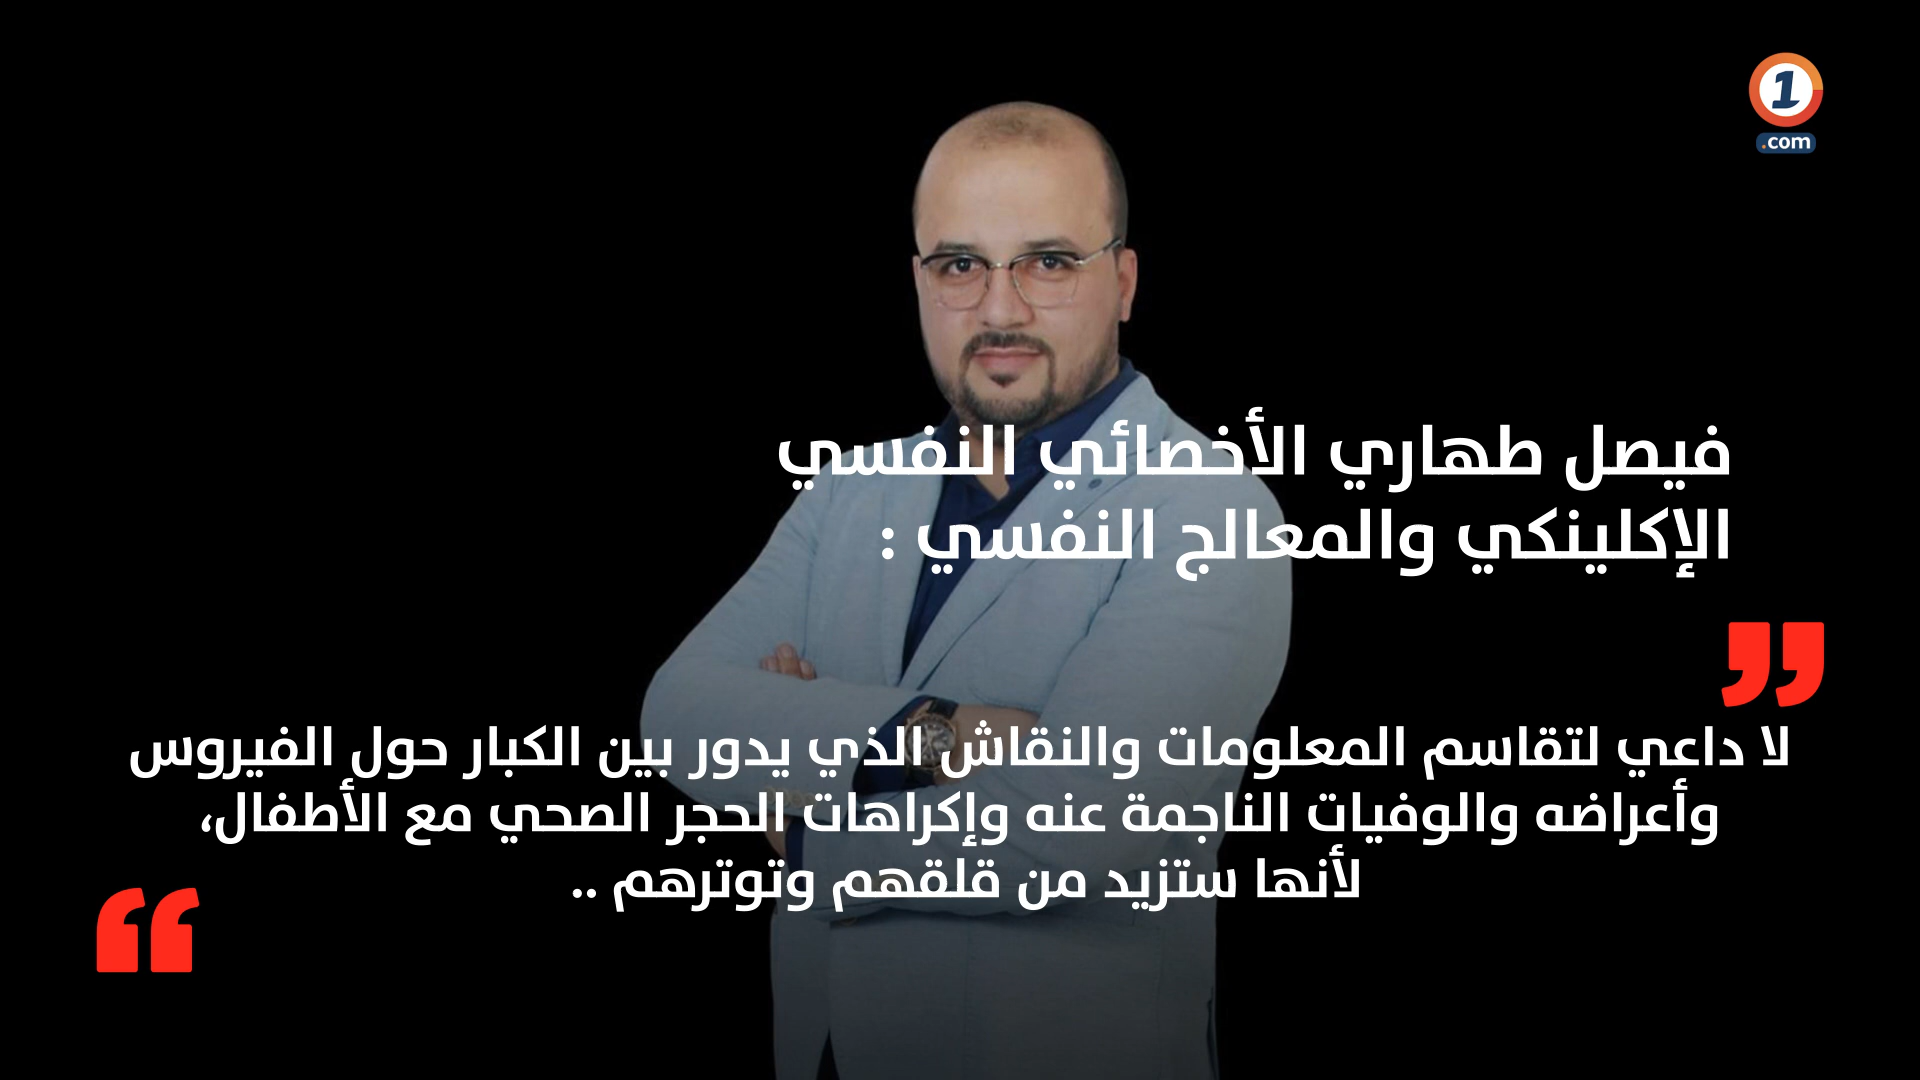 1
.com
فيصل طهاري الأخصائي النفسي
الإكلينكي والمعالج النفسي :
”
لا داعي لتقاسم المعلومات والنقاش الذي يدور بين الكبار حول الفيروس
وأعراضه والوفيات الناجمة عنه وإكراهات الحجر الصحي مع الأطفال،
لأنها ستزيد من قلقهم وتوترهم ..
“